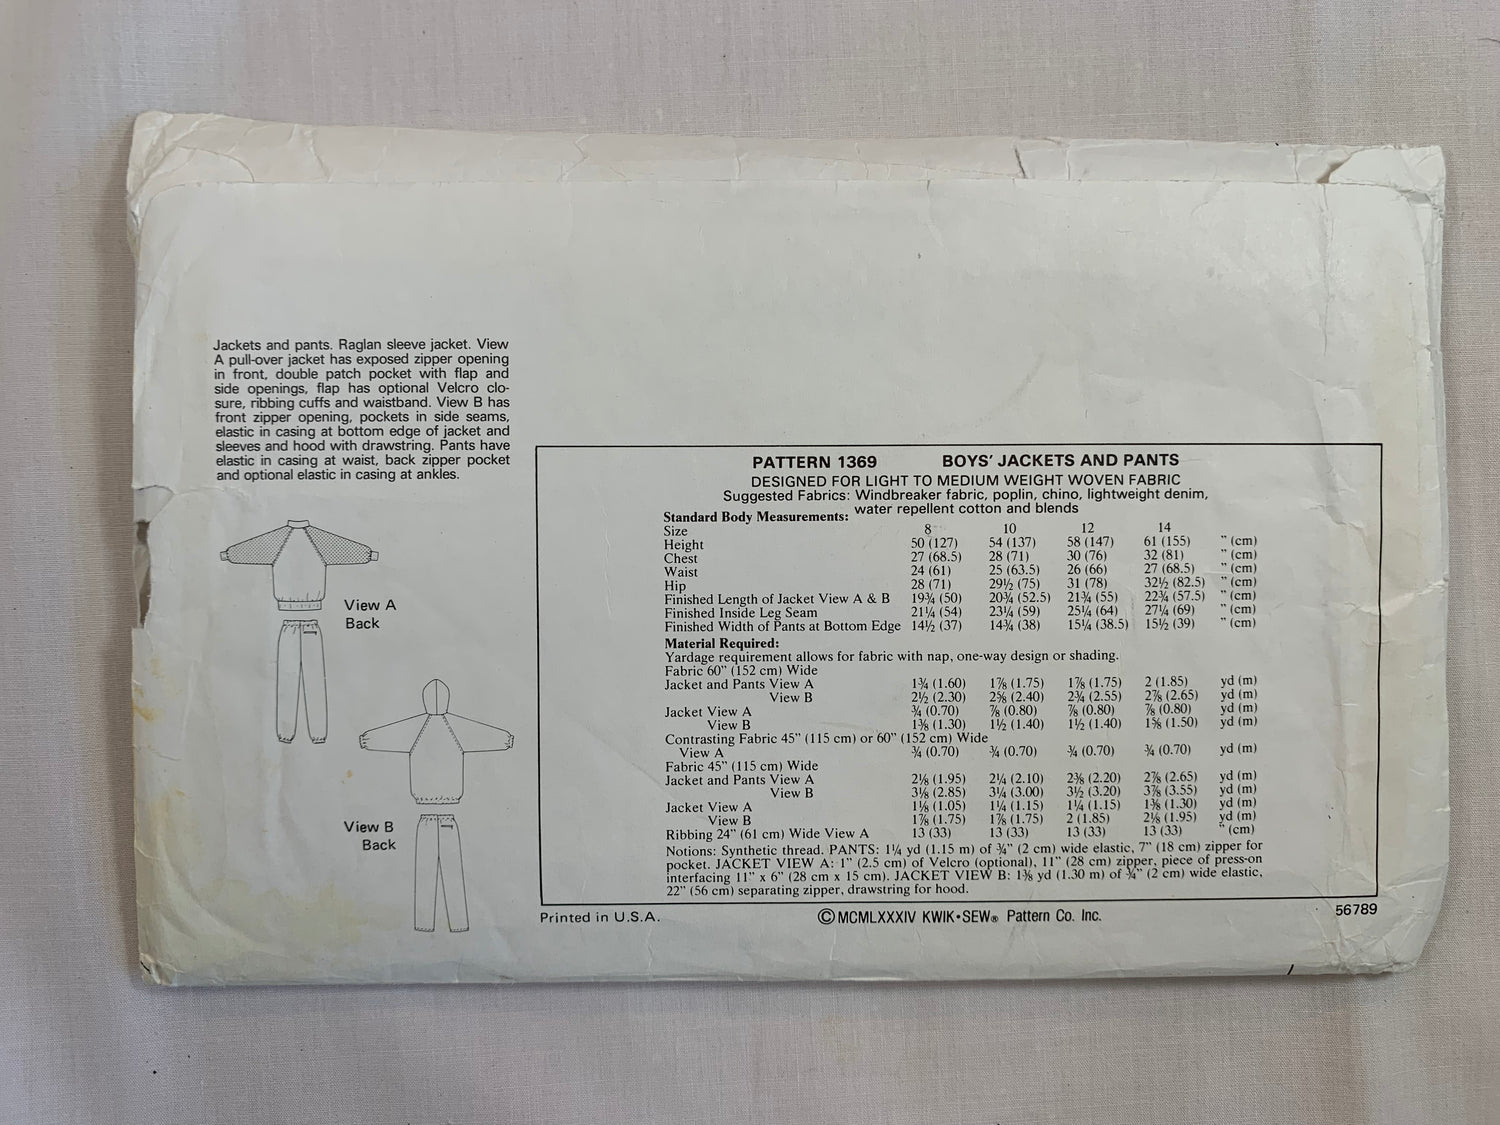 Jackets and pants. Raglan sleeve jacket. View
A pull-over jacket has exposed zipper opening
in front, double patch pocket with flap and
side openings, flap has optional Velcro clo-
sure, ribbing cuffs and waistband. View B has
front zipper opening, pockets in side seams,
elastic in casing at bottom edge of jacket and
sleeves and hood with drawstring. Pants have
elastic in casing at waist, back zipper pocket
and optional elastic in casing at ankles.
View A
Back
View B
Back
PATTERN 1369 BOYS' JACKETS AND PANTS
DESIGNED FOR LIGHT TO MEDIUM WEIGHT WOVEN FABRIC
Suggested Fabrics: Windbreaker fabric, poplin, chino, lightweight denim,
water repellent cotton and blends
Standard Body Measurements:
Size 8 10 12 14
Height 50 (127) 54 (137) 58 (147) 61 (155) " (cm)
Chest 27 (68.5) 28 (71) 30 (76) 32 (81) " (cm)
Waist 24 (61) 25 (63.5) 26 (66) 27 (68.5) " (cm)
Hip 28 (71) 29½ (75) 31 (78) 32½ (82.5) " (cm)
Finished Length of Jacket View A & B 19¾ (50) 20¾ (52.5) 21¾ (55) 22¾ (57.5) " (cm)
Finished Inside Leg Seam 21¼ (54) 23¼ (59) 25¼ (64) 27¼ (69) " (cm)
Finished Width of Pants at Bottom Edge 14½ (37) 14¾ (38) 15¼ (38.5) 15½ (39) " (cm)
Material Required:
Yardage requirement allows for fabric with nap, one-way design or shading.
Fabric 60" (152 cm) Wide
Jacket and Pants View A 1¾ (1.60) 1⅞ (1.75) 1⅞ (1.75) 2 (1.85) yd (m)
View B 2½ (2.30) 2⅝ (2.40) 2¾ (2.55) 2⅞ (2.65) yd (m)
Jacket View A ¾ (0.70) ⅞ (0.80) ⅞ (0.80) ⅞ (0.80) yd (m)
View B 1⅜ (1.30) 1½ (1.40) 1½ (1.40) 1⅝ (1.50) yd (m)
Contrasting Fabric 45" (115 cm) or 60" (152 cm) Wide
View A ¾ (0.70) ¾ (0.70) ¾ (0.70) ¾ (0.70) yd (m)
Fabric 45" (115 cm) Wide
Jacket and Pants View A 2⅛ (1.95) 2¼ (2.10) 2⅜ (2.20) 2⅞ (2.65) yd (m)
View B 3⅛ (2.85) 3¼ (3.00) 3½ (3.20) 3⅞ (3.55) yd (m)
Jacket View A 1⅛ (1.05) 1¼ (1.15) 1¼ (1.15) 1⅜ (1.30) yd (m)
View B 1⅞ (1.75) 1⅞ (1.75) 2 (1.85) 2⅛ (1.95) yd (m)
Ribbing 24" (61 cm) Wide View A 13 (33) 13 (33) 13 (33) 13 (33) " (cm)
Notions: Synthetic thread. PANTS: 1¼ yd (1.15 m) of ¾" (2 cm) wide elastic, 7" (18 cm) zipper for
pocket. JACKET VIEW A: 1" (2.5 cm) of Velcro (optional), 11" (28 cm) zipper, piece of press-on
interfacing 11" x 6" (28 cm x 15 cm). JACKET VIEW B: 1⅜ yd (1.30 m) of ¾" (2 cm) wide elastic,
22" (56 cm) separating zipper, drawstring for hood.
Printed in U.S.A. ©MCMLXXXIV KWIK•SEW® Pattern Co. Inc. 56789